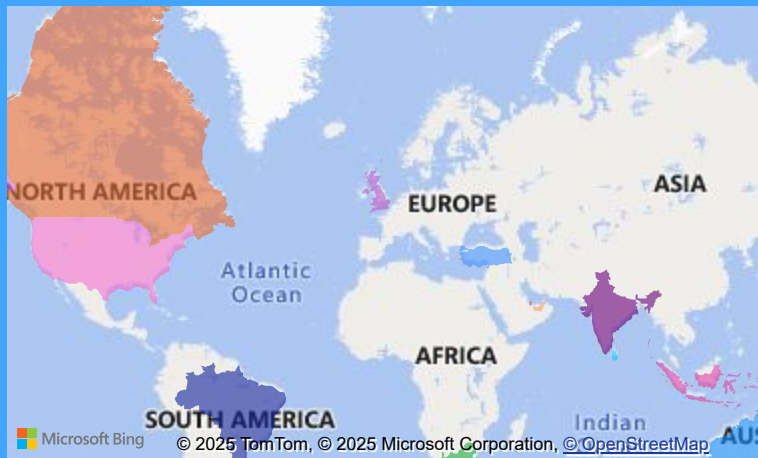 ASIA
NORTH AMERICA
EUROPE
Atlantic
Ocean
AFRICA
SOUTH AMERICA
Indian
AUS
Microsoft Bing
© 2025 TomTom, © 2025 Microsoft Corporation, © OpenStreetMap